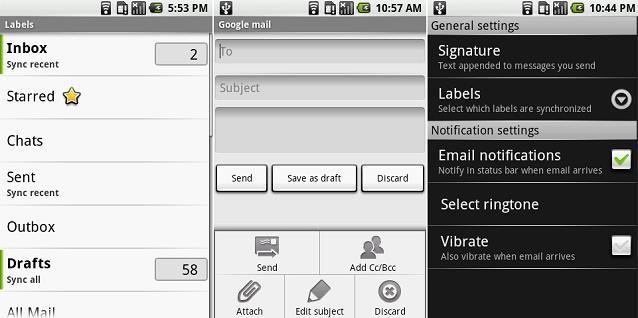 5:53 PM
Labels
Inbox
2
Sync recent
Starred
Chats
Sent
Sync recent
Outbox
Drafts
58
Sync all
All Mail
10:57 AM
Google mail
To
Subject
Send
Save as draft
Discard
Send
Add Cc/Bcc
Attach
Edit subject
Discard
10:44 PM
General settings
Signature
Text appended to messages you send
Labels
Select which labels are synchronized
Notification settings
Email notifications
Notify in status bar when email arrives
Select ringtone
Vibrate
Also vibrate when email arrives